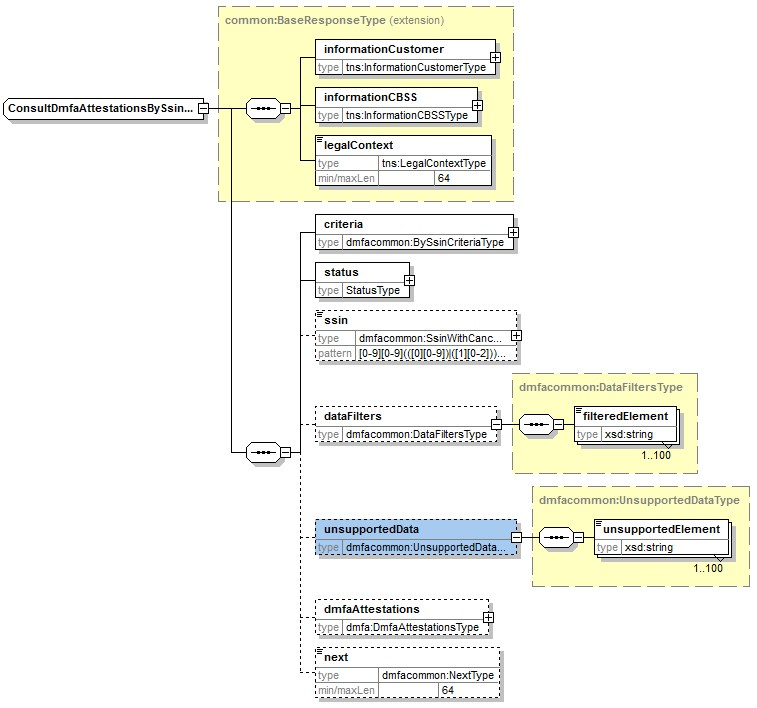 common:BaseResponseType (extension)
informationCustomer
type tns:InformationCustomerType
ConsultDmfaAttestationsBySsin...
informationCBSS
type tns:InformationCBSSType
legalContext
type tns:LegalContextType
min/maxLen 64
criteria
type dmfacommon:BySsinCriteriaType
status
type StatusType
ssin
type dmfacommon:SsinWithCanc...
pattern [0-9][0-9](([0][0-9])|([1][0-2]))...
dmfacommon:DataFiltersType
dataFilters
type dmfacommon:DataFiltersType
filteredElement
type xsd:string
1..100
dmfacommon:UnsupportedDataType
unsupportedData
type dmfacommon:UnsupportedData...
unsupportedElement
type xsd:string
1..100
dmfaAttestations
type dmfa:DmfaAttestationsType
next
type dmfacommon:NextType
min/maxLen 64